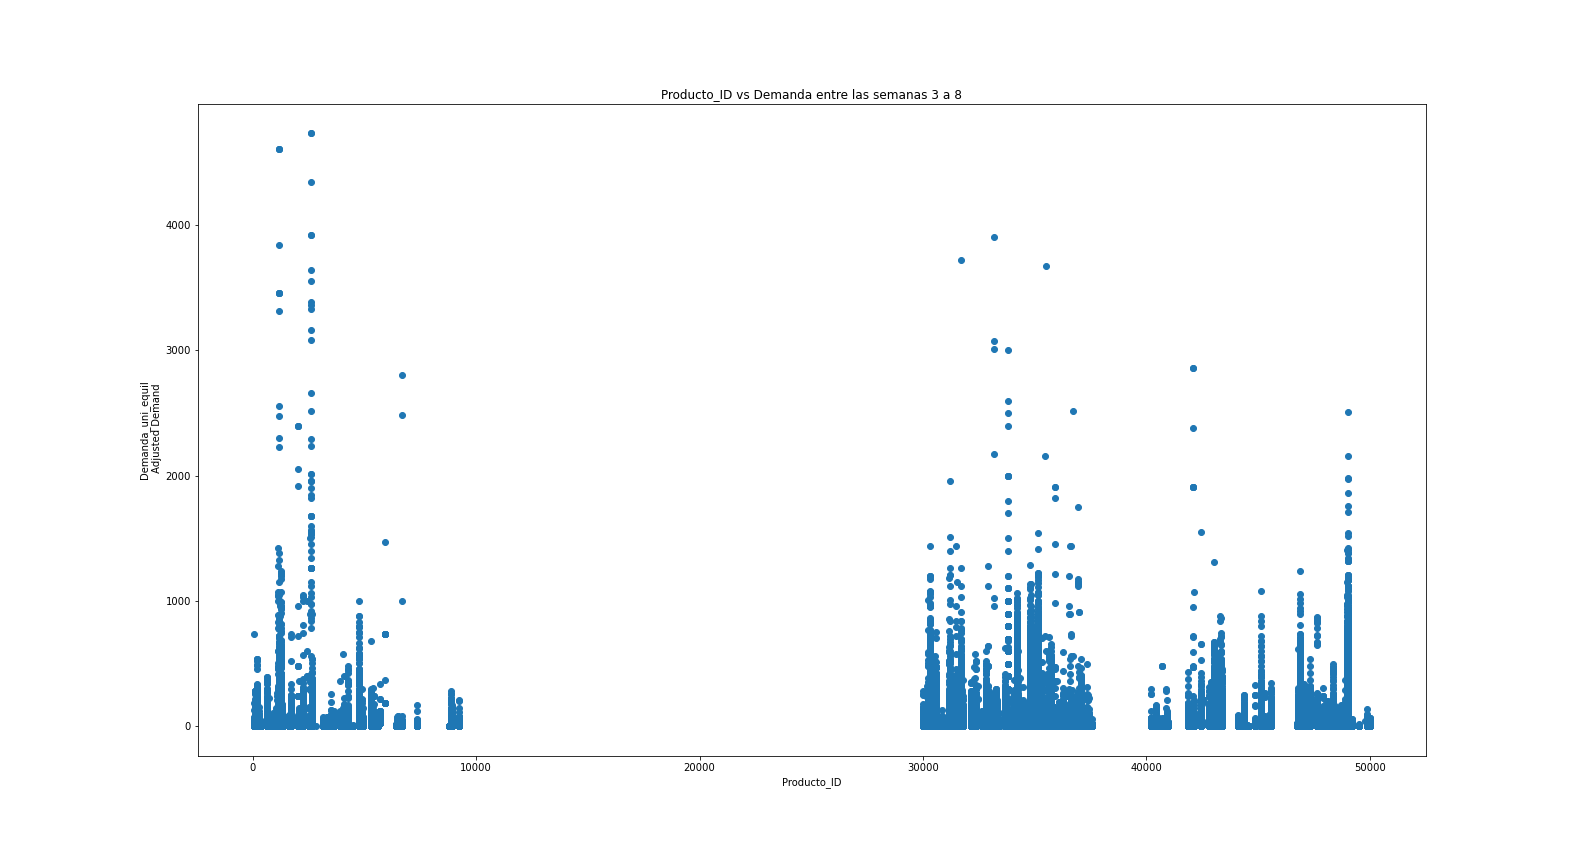 Producto_ID vs Demanda entre las semanas 3 a 8
Demanda_uni_equil
Adjusted Demand
4000
3000
2000
1000
0
0
10000
20000
30000
40000
50000
Producto_ID